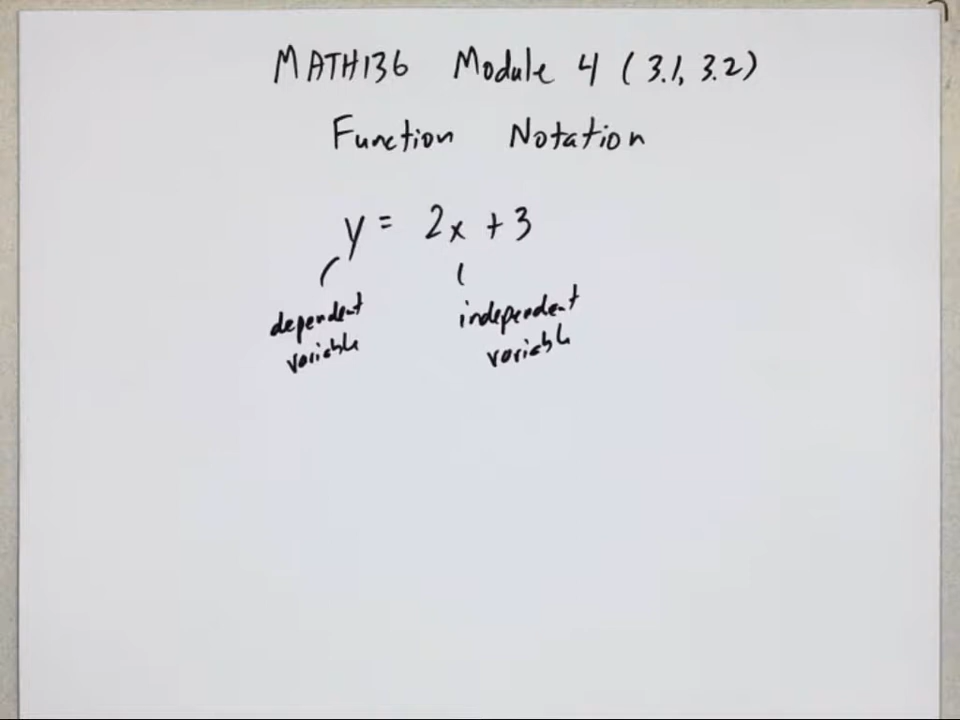 MATH136 Module 4 (3.1, 3.2)
Function Notation
y = 2x + 3
dependent variable
independent variable